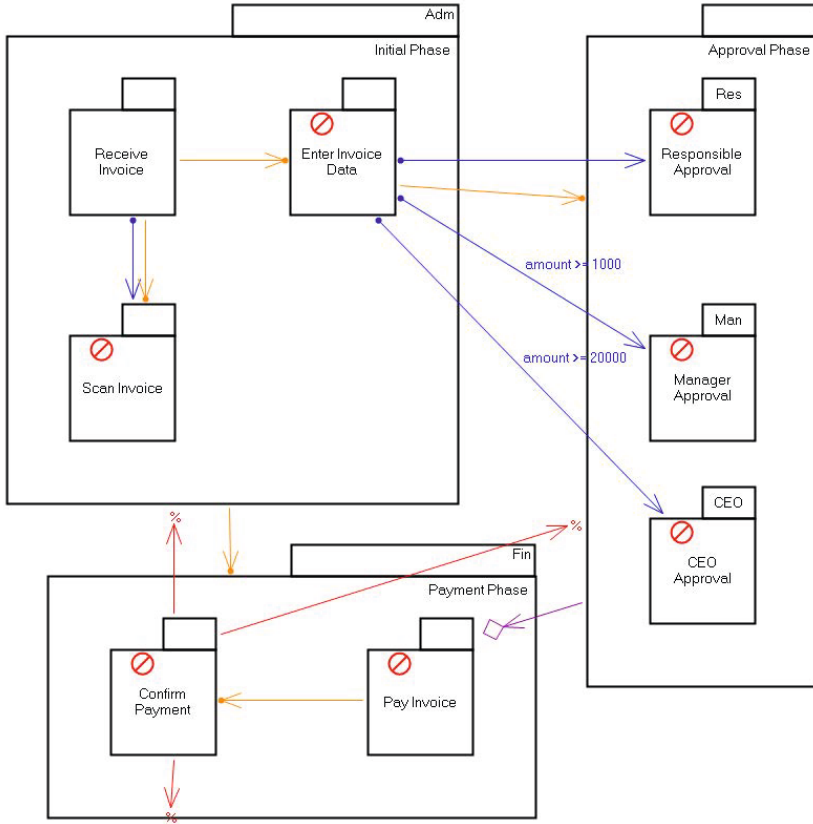 Adm
Initial Phase
Approval Phase
Res
Receive
Invoice
Enter Invoice
Data
Responsible
Approval
amount >= 1000
Man
amount >= 20000
Scan Invoice
Manager
Approval
CEO
%
%
Fin
CEO
Approval
Payment Phase
Confirm
Payment
Pay Invoice
%